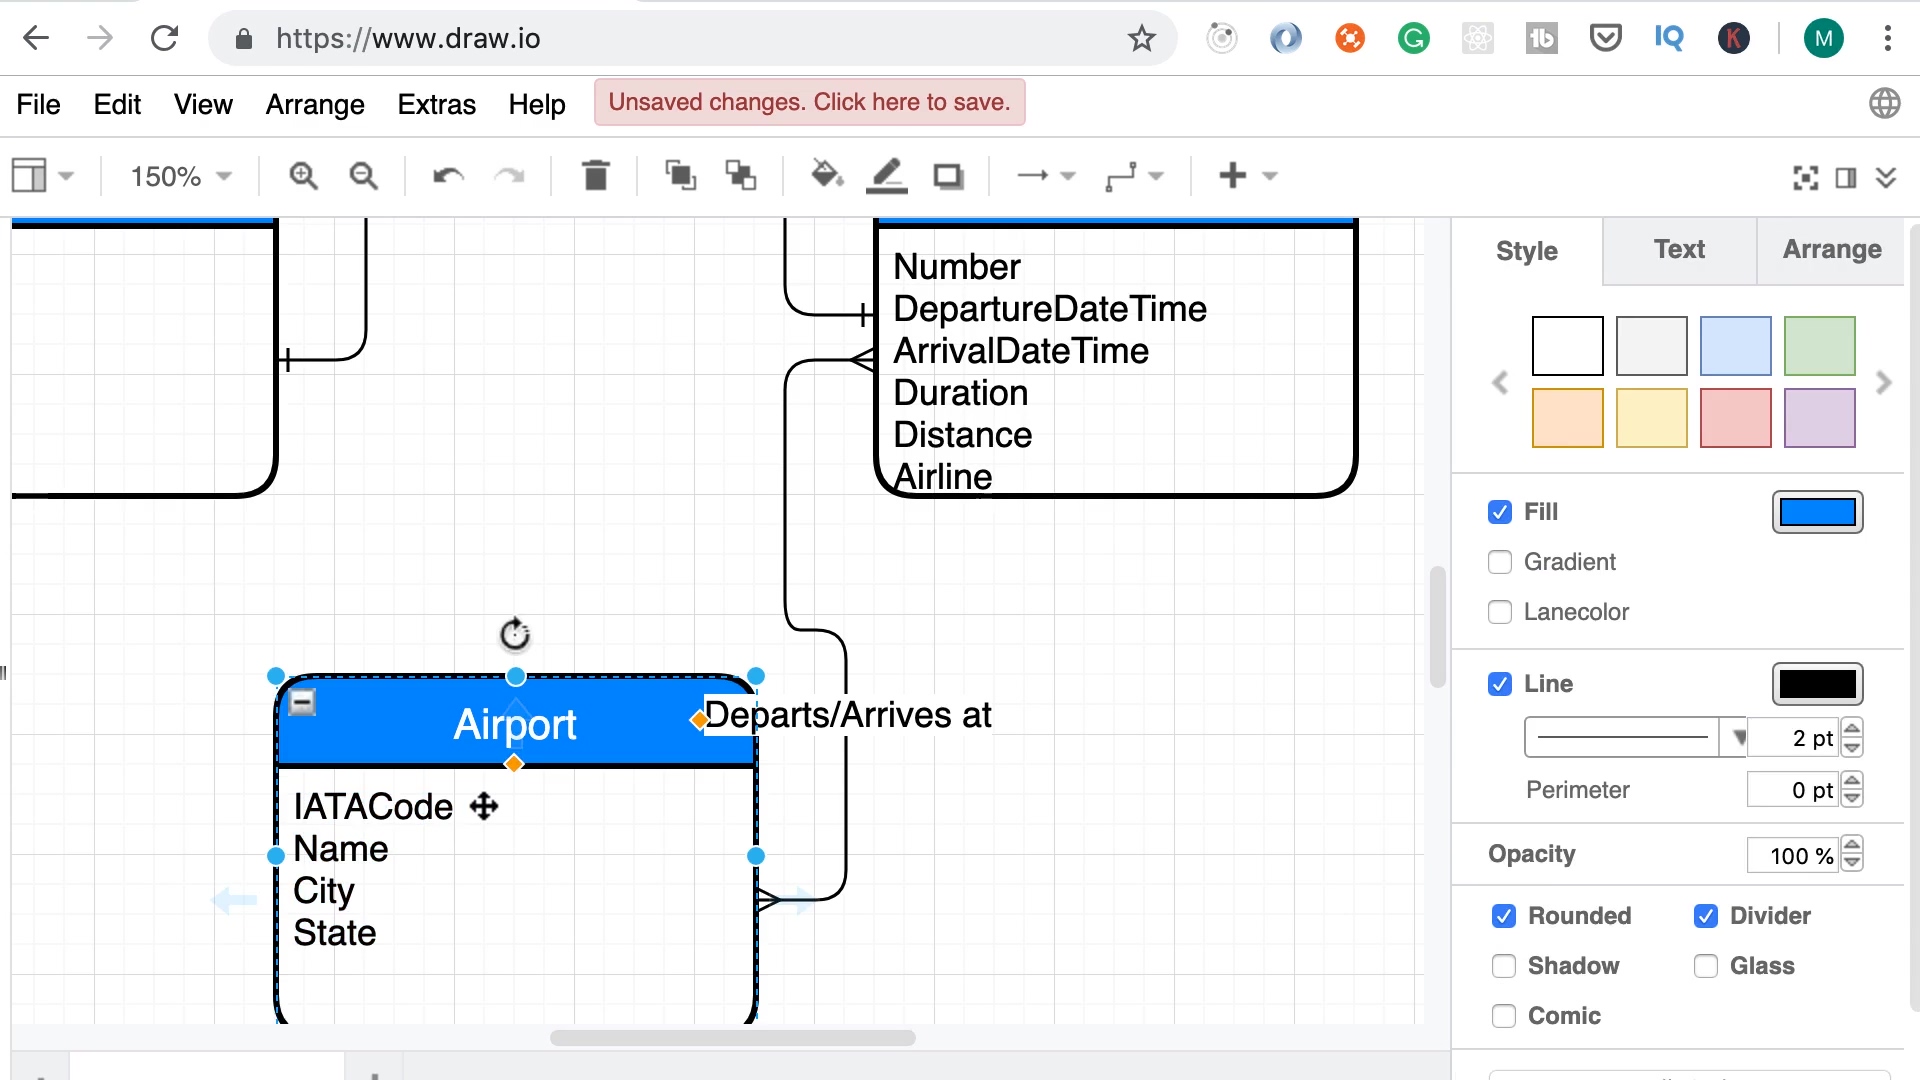 https://www.draw.io
M
File Edit View Arrange Extras Help Unsaved changes. Click here to save.
150%
Style Text Arrange
Number
DepartureDateTime
ArrivalDateTime
Duration
Distance
Airline
Fill
Gradient
Lanecolor
Line
2 pt
Perimeter 0 pt
Opacity 100 %
Rounded Divider
Shadow Glass
Comic
Airport
Departs/Arrives at
IATACode
Name
City
State